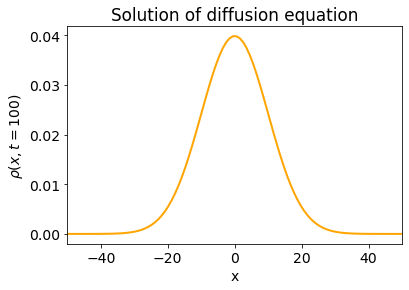 Solution of diffusion equation
ρ(x, t = 100)
0.04
0.03
0.02
0.01
0.00
−40 −20 0 20 40
x